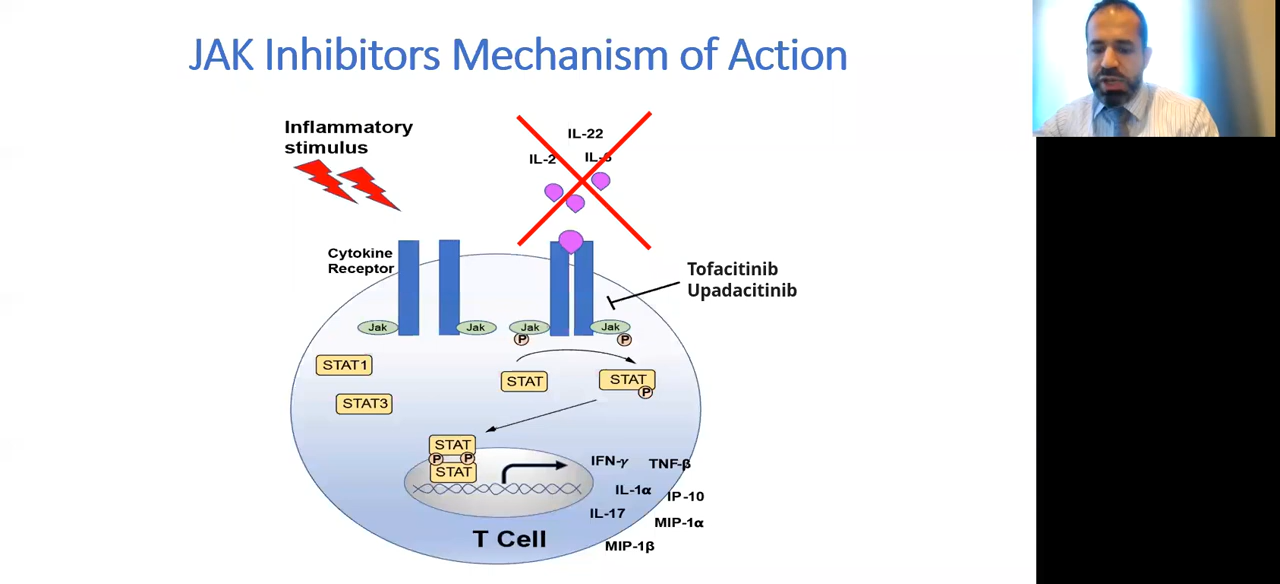 JAK Inhibitors Mechanism of Action
Inflammatory
stimulus
IL-22
IL-2
IL-6
Cytokine
Receptor
Tofacitinib
Upadacitinib
Jak
Jak
Jak
Jak
P
P
STAT1
STAT
STAT
P
STAT3
STAT
P
P
STAT
IFN-γ
TNF-β
IL-1α
IP-10
IL-17
MIP-1α
MIP-1β
T Cell